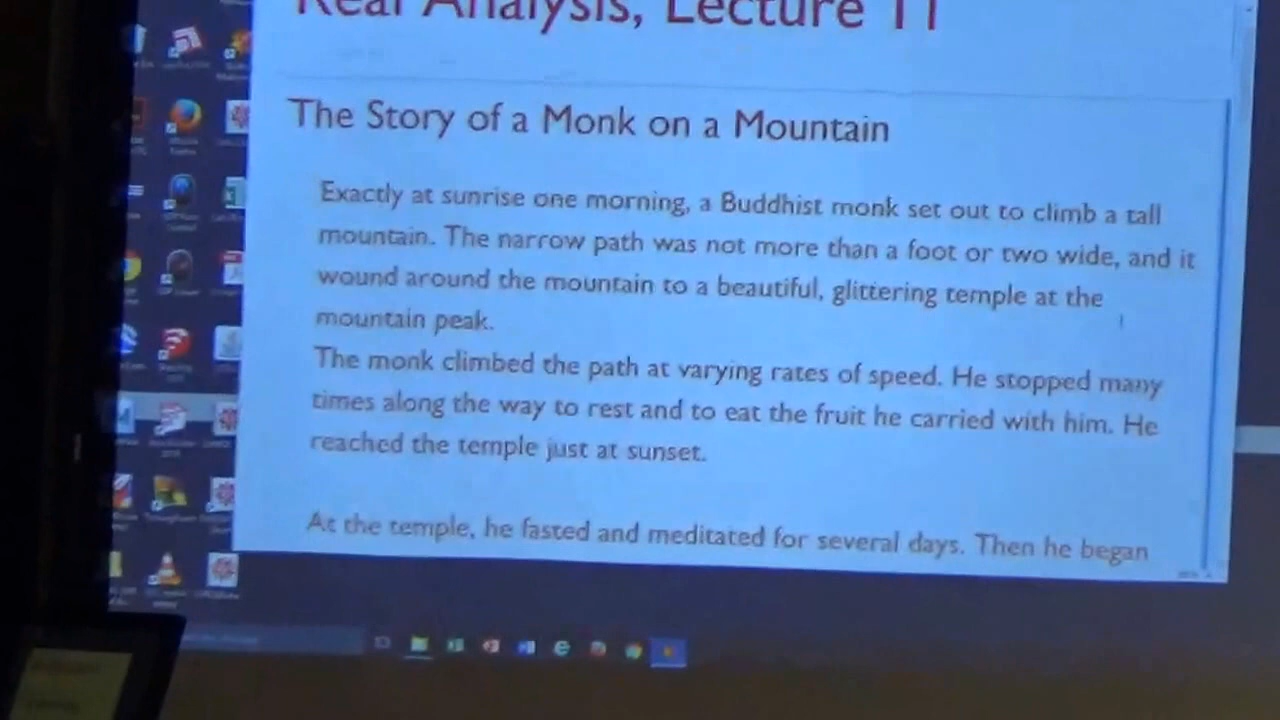 Real Analysis, Lecture 11
The Story of a Monk on a Mountain
Exactly at sunrise one morning, a Buddhist monk set out to climb a tall
mountain. The narrow path was not more than a foot or two wide, and it
wound around the mountain to a beautiful, glittering temple at the
mountain peak.
The monk climbed the path at varying rates of speed. He stopped many
times along the way to rest and to eat the fruit he carried with him. He
reached the temple just at sunset.
At the temple, he fasted and meditated for several days. Then he began